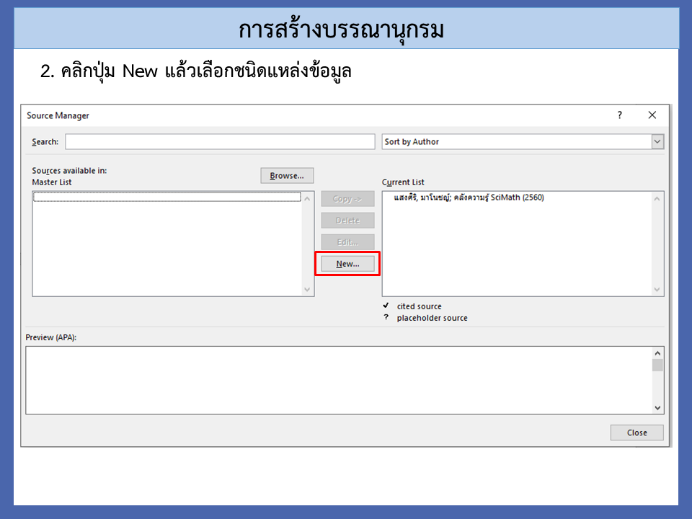 การสร้างบรรณานุกรม
2. คลิกปุ่ม New แล้วเลือกชนิดแหล่งข้อมูล
Source Manager ? ×
Search: Sort by Author
Sources available in:
Master List
Browse...
Current List
Copy ->
แสงศิริ, มาโนชญ์; คลังความรู้ SciMath (2560)
Delete
Edit...
New...
✓ cited source
? placeholder source
Preview (APA):
Close